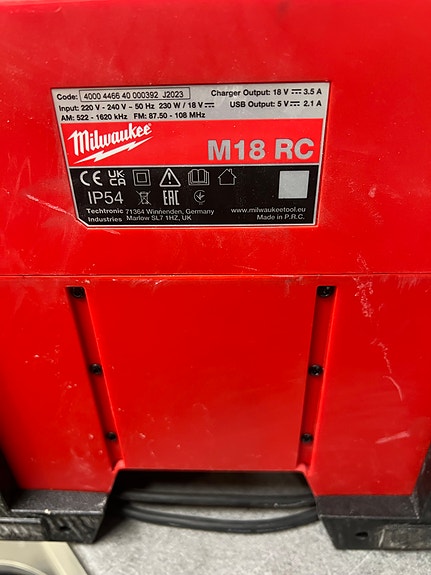 Code: 4000 4466 40 000392 J2023 Charger Output: 18 V ⎓ 3.5 A
Input: 220 V - 240 V ~ 50 Hz 230 W / 18 V ⎓ USB Output: 5 V ⎓ 2.1 A
AM: 522 - 1620 kHz FM: 87.50 - 108 MHz
Milwaukee
M18 RC
CE UK CA
IP54 EAC
Techtronic 71364 Winnenden, Germany www.milwaukeetool.eu
Industries Marlow SL7 1HZ, UK Made in P.R.C.